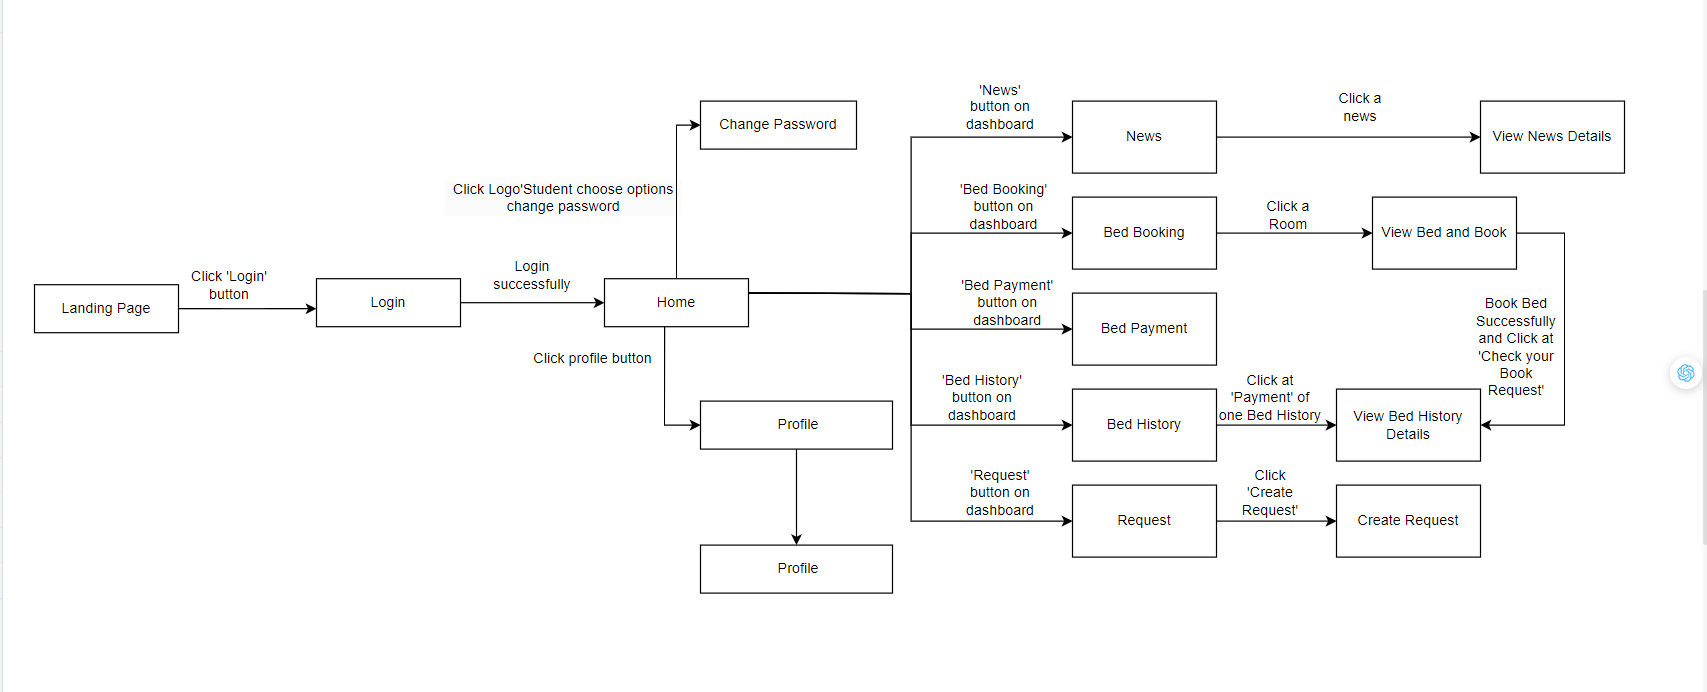 Landing Page
Click 'Login'
button
Login
Login
successfully
Home
Click Logo'Student choose options
change password
Change Password
Click profile button
Profile
Profile
'News'
button on
dashboard
News
Click a
news
View News Details
'Bed Booking'
button on
dashboard
Bed Booking
Click a
Room
View Bed and Book
Book Bed
Successfully
and Click at
'Check your
Book
Request'
'Bed Payment'
button on
dashboard
Bed Payment
'Bed History'
button on
dashboard
Bed History
Click at
'Payment' of
one Bed History
View Bed History
Details
'Request'
button on
dashboard
Request
Click
'Create
Request'
Create Request